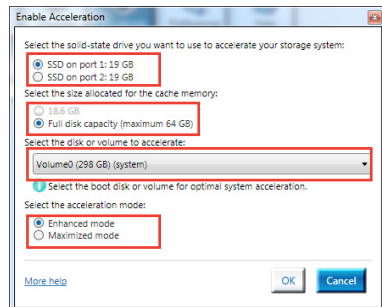 Enable Acceleration
Select the solid-state drive you want to use to accelerate your storage system:
SSD on port 1: 19 GB
SSD on port 2: 19 GB
Select the size allocated for the cache memory:
18.6 GB
Full disk capacity (maximum 64 GB)
Select the disk or volume to accelerate:
Volume0 (298 GB) (system)
Select the boot disk or volume for optimal system acceleration.
Select the acceleration mode:
Enhanced mode
Maximized mode
More help
OK
Cancel